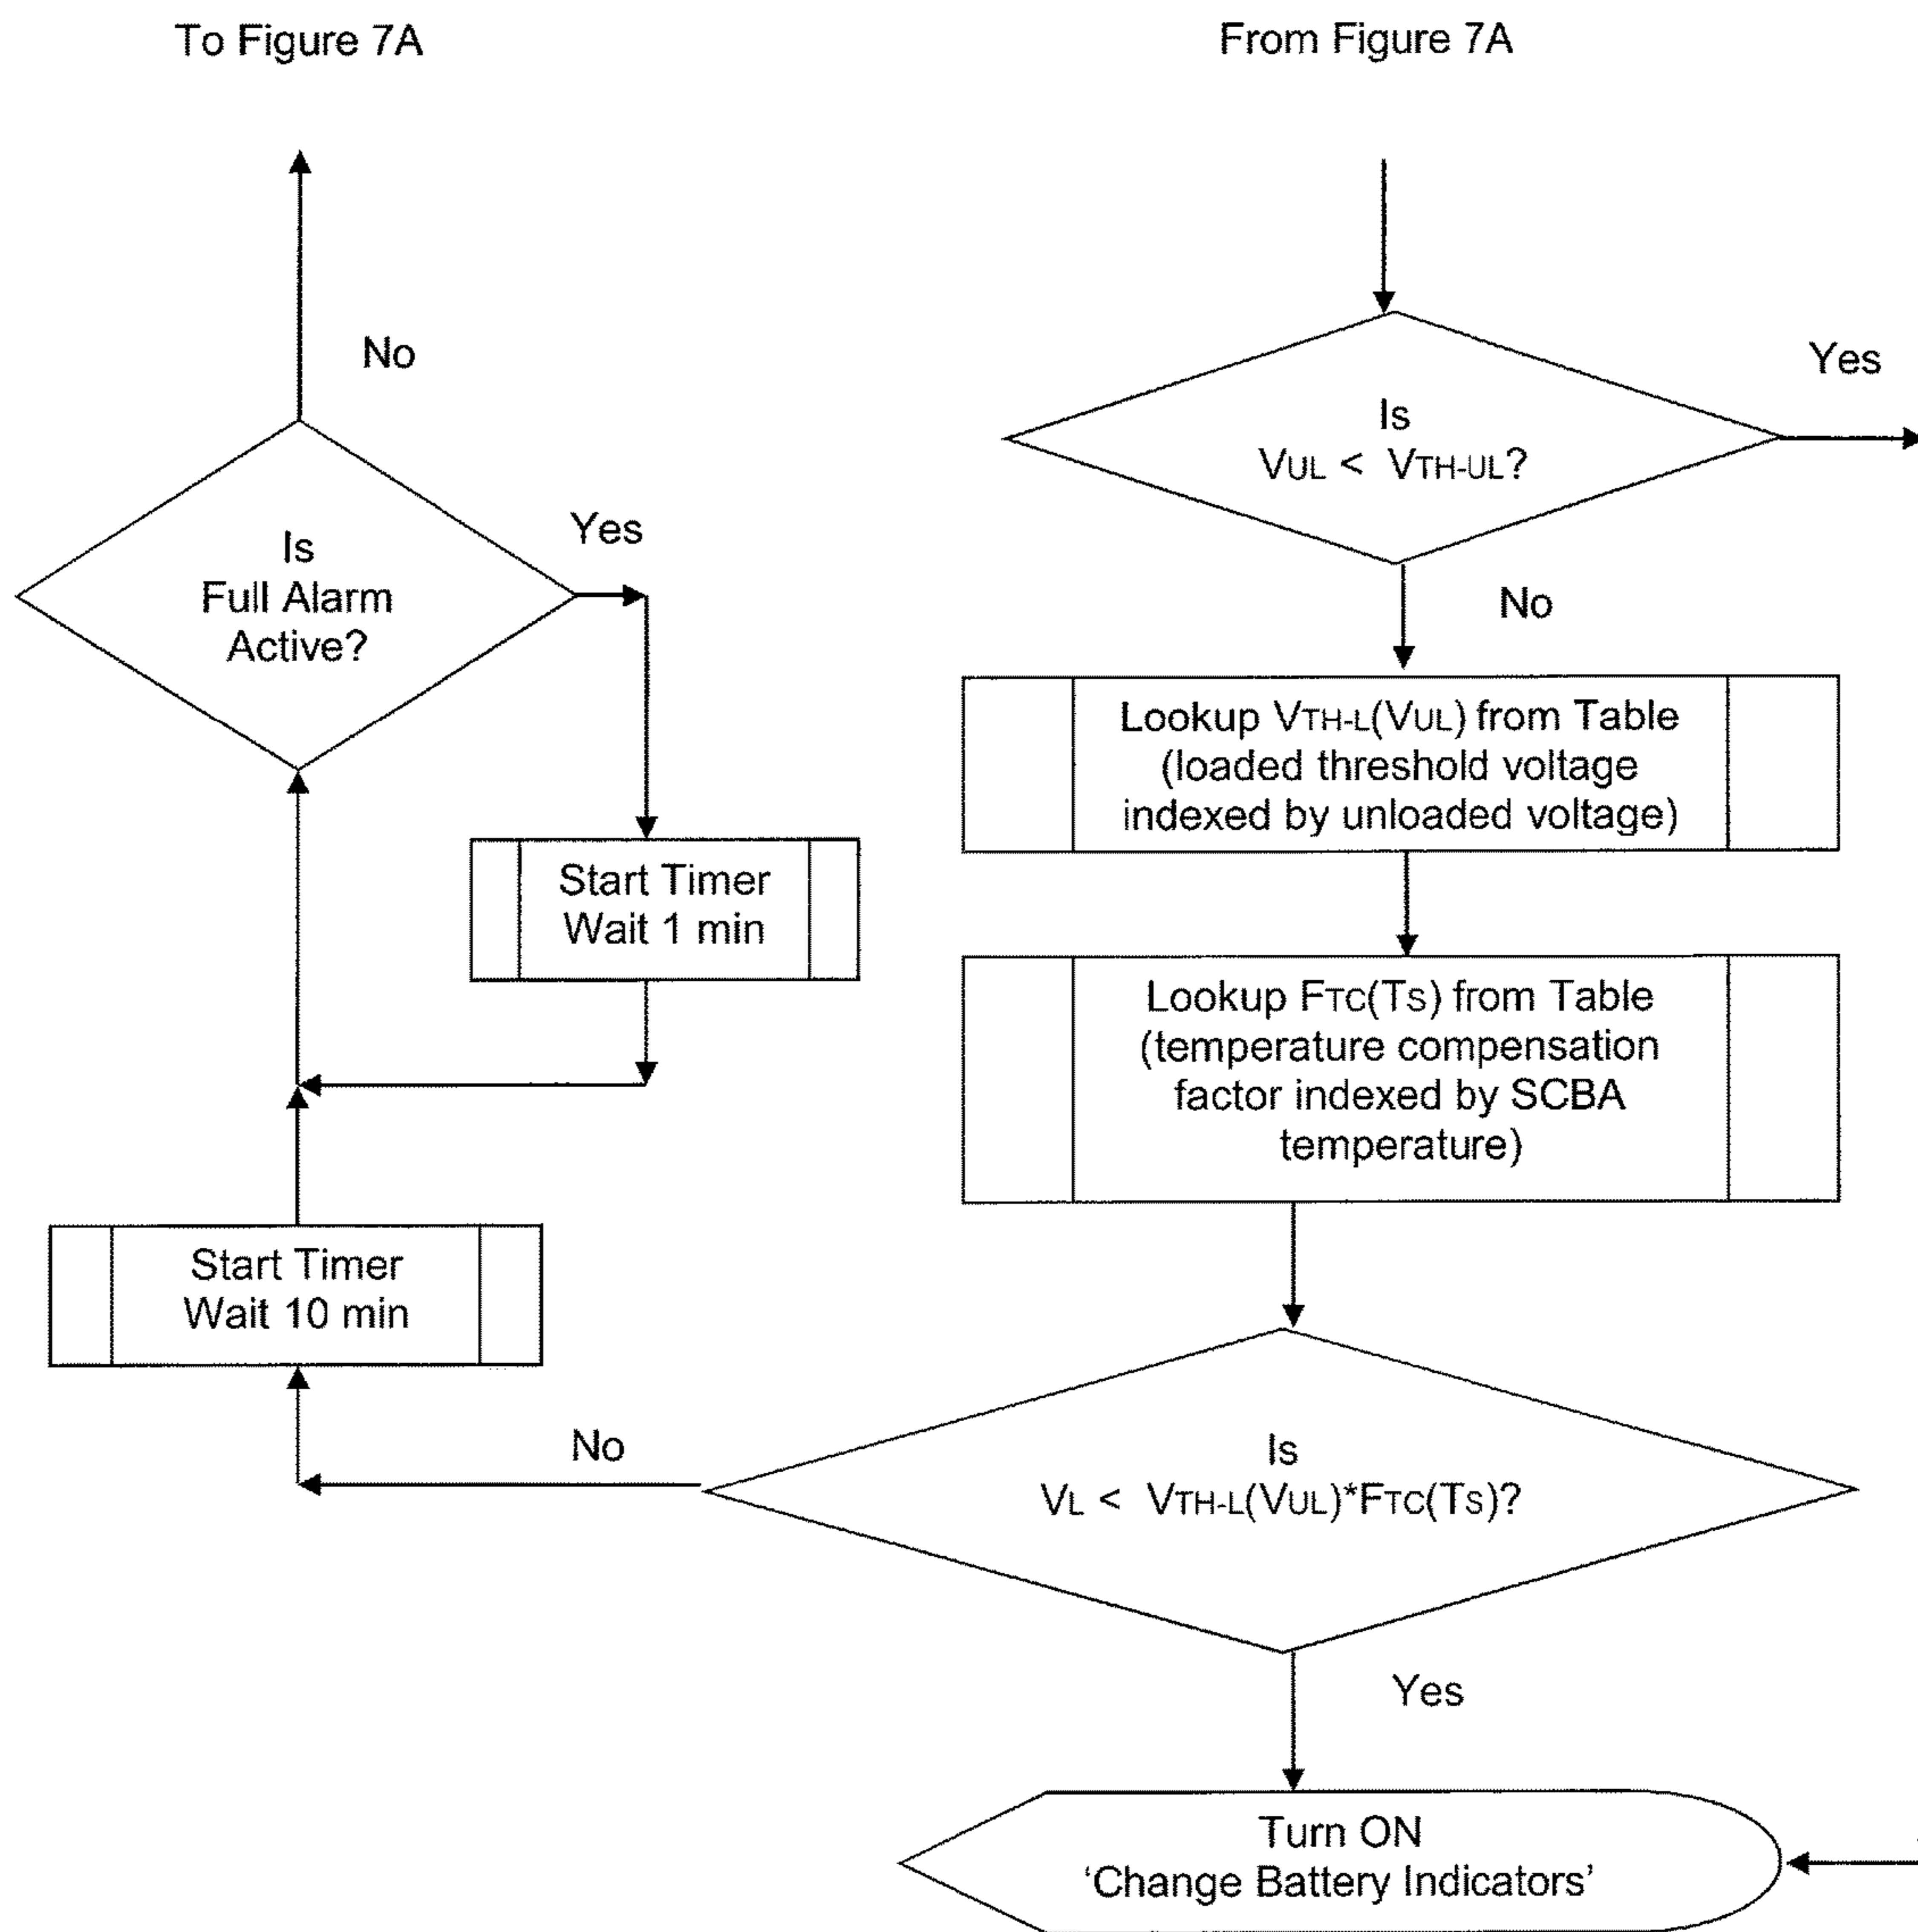 To Figure 7A
From Figure 7A
No
Is
Full Alarm
Active?
Yes
Start Timer
Wait 1 min
Start Timer
Wait 10 min
Is
VUL < VTH-UL?
Yes
No
Lookup VTH-L(VUL) from Table
(loaded threshold voltage
indexed by unloaded voltage)
Lookup FTC(TS) from Table
(temperature compensation
factor indexed by SCBA
temperature)
Is
VL < VTH-L(VUL)*FTC(TS)?
No
Yes
Turn ON
‘Change Battery Indicators’